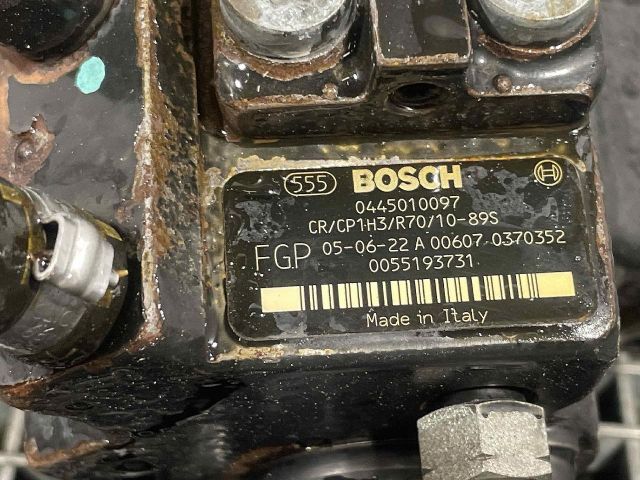 555 BOSCH
0445010097
CR/CP1H3/R70/10-89S
FGP 05-06-22 A 00607 0370352
0055193731
Made in Italy